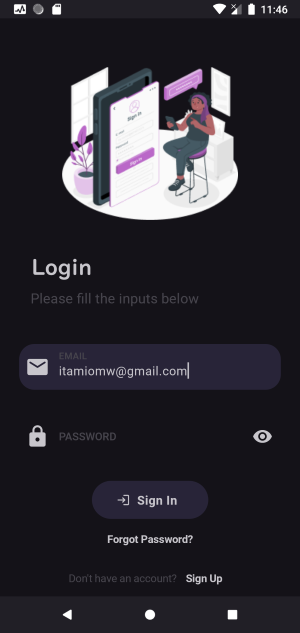 11:46
Sign In
Sign In
Login
Please fill the inputs below
EMAIL
itamiomw@gmail.com
PASSWORD
Sign In
Forgot Password?
Don't have an account? Sign Up